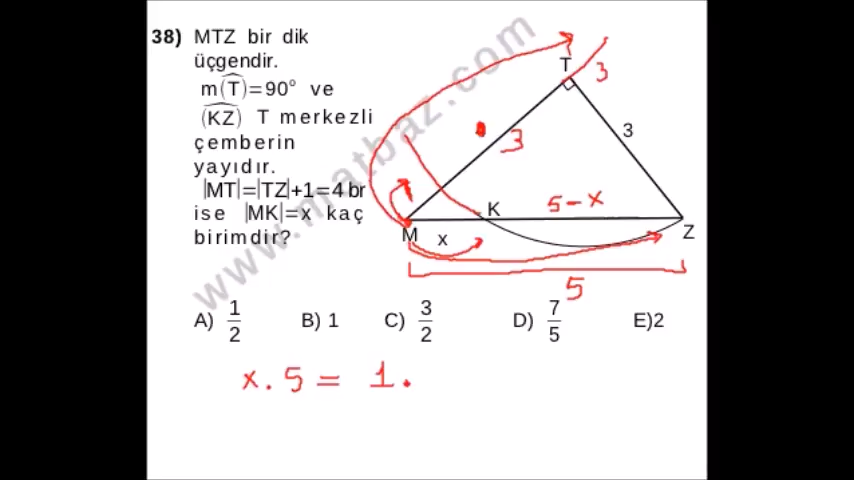 38) MTZ bir dik
üçgendir.
m(T)=90° ve
(KZ) T merkezli
çemberin
yayıdır.
|MT|=|TZ|+1=4 br
ise |MK|=x kaç
birimdir?
T
3
3
3
5-x
K
M
x
Z
5
A) 1/2 B) 1 C) 3/2 D) 7/5 E)2
x.5 = 1.
www.matbaz.com